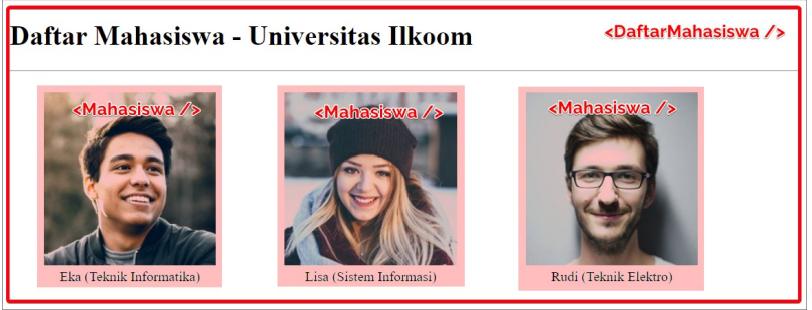 Daftar Mahasiswa - Universitas Ilkoom
<DaftarMahasiswa />
<Mahasiswa />
<Mahasiswa />
<Mahasiswa />
Eka (Teknik Informatika)
Lisa (Sistem Informasi)
Rudi (Teknik Elektro)